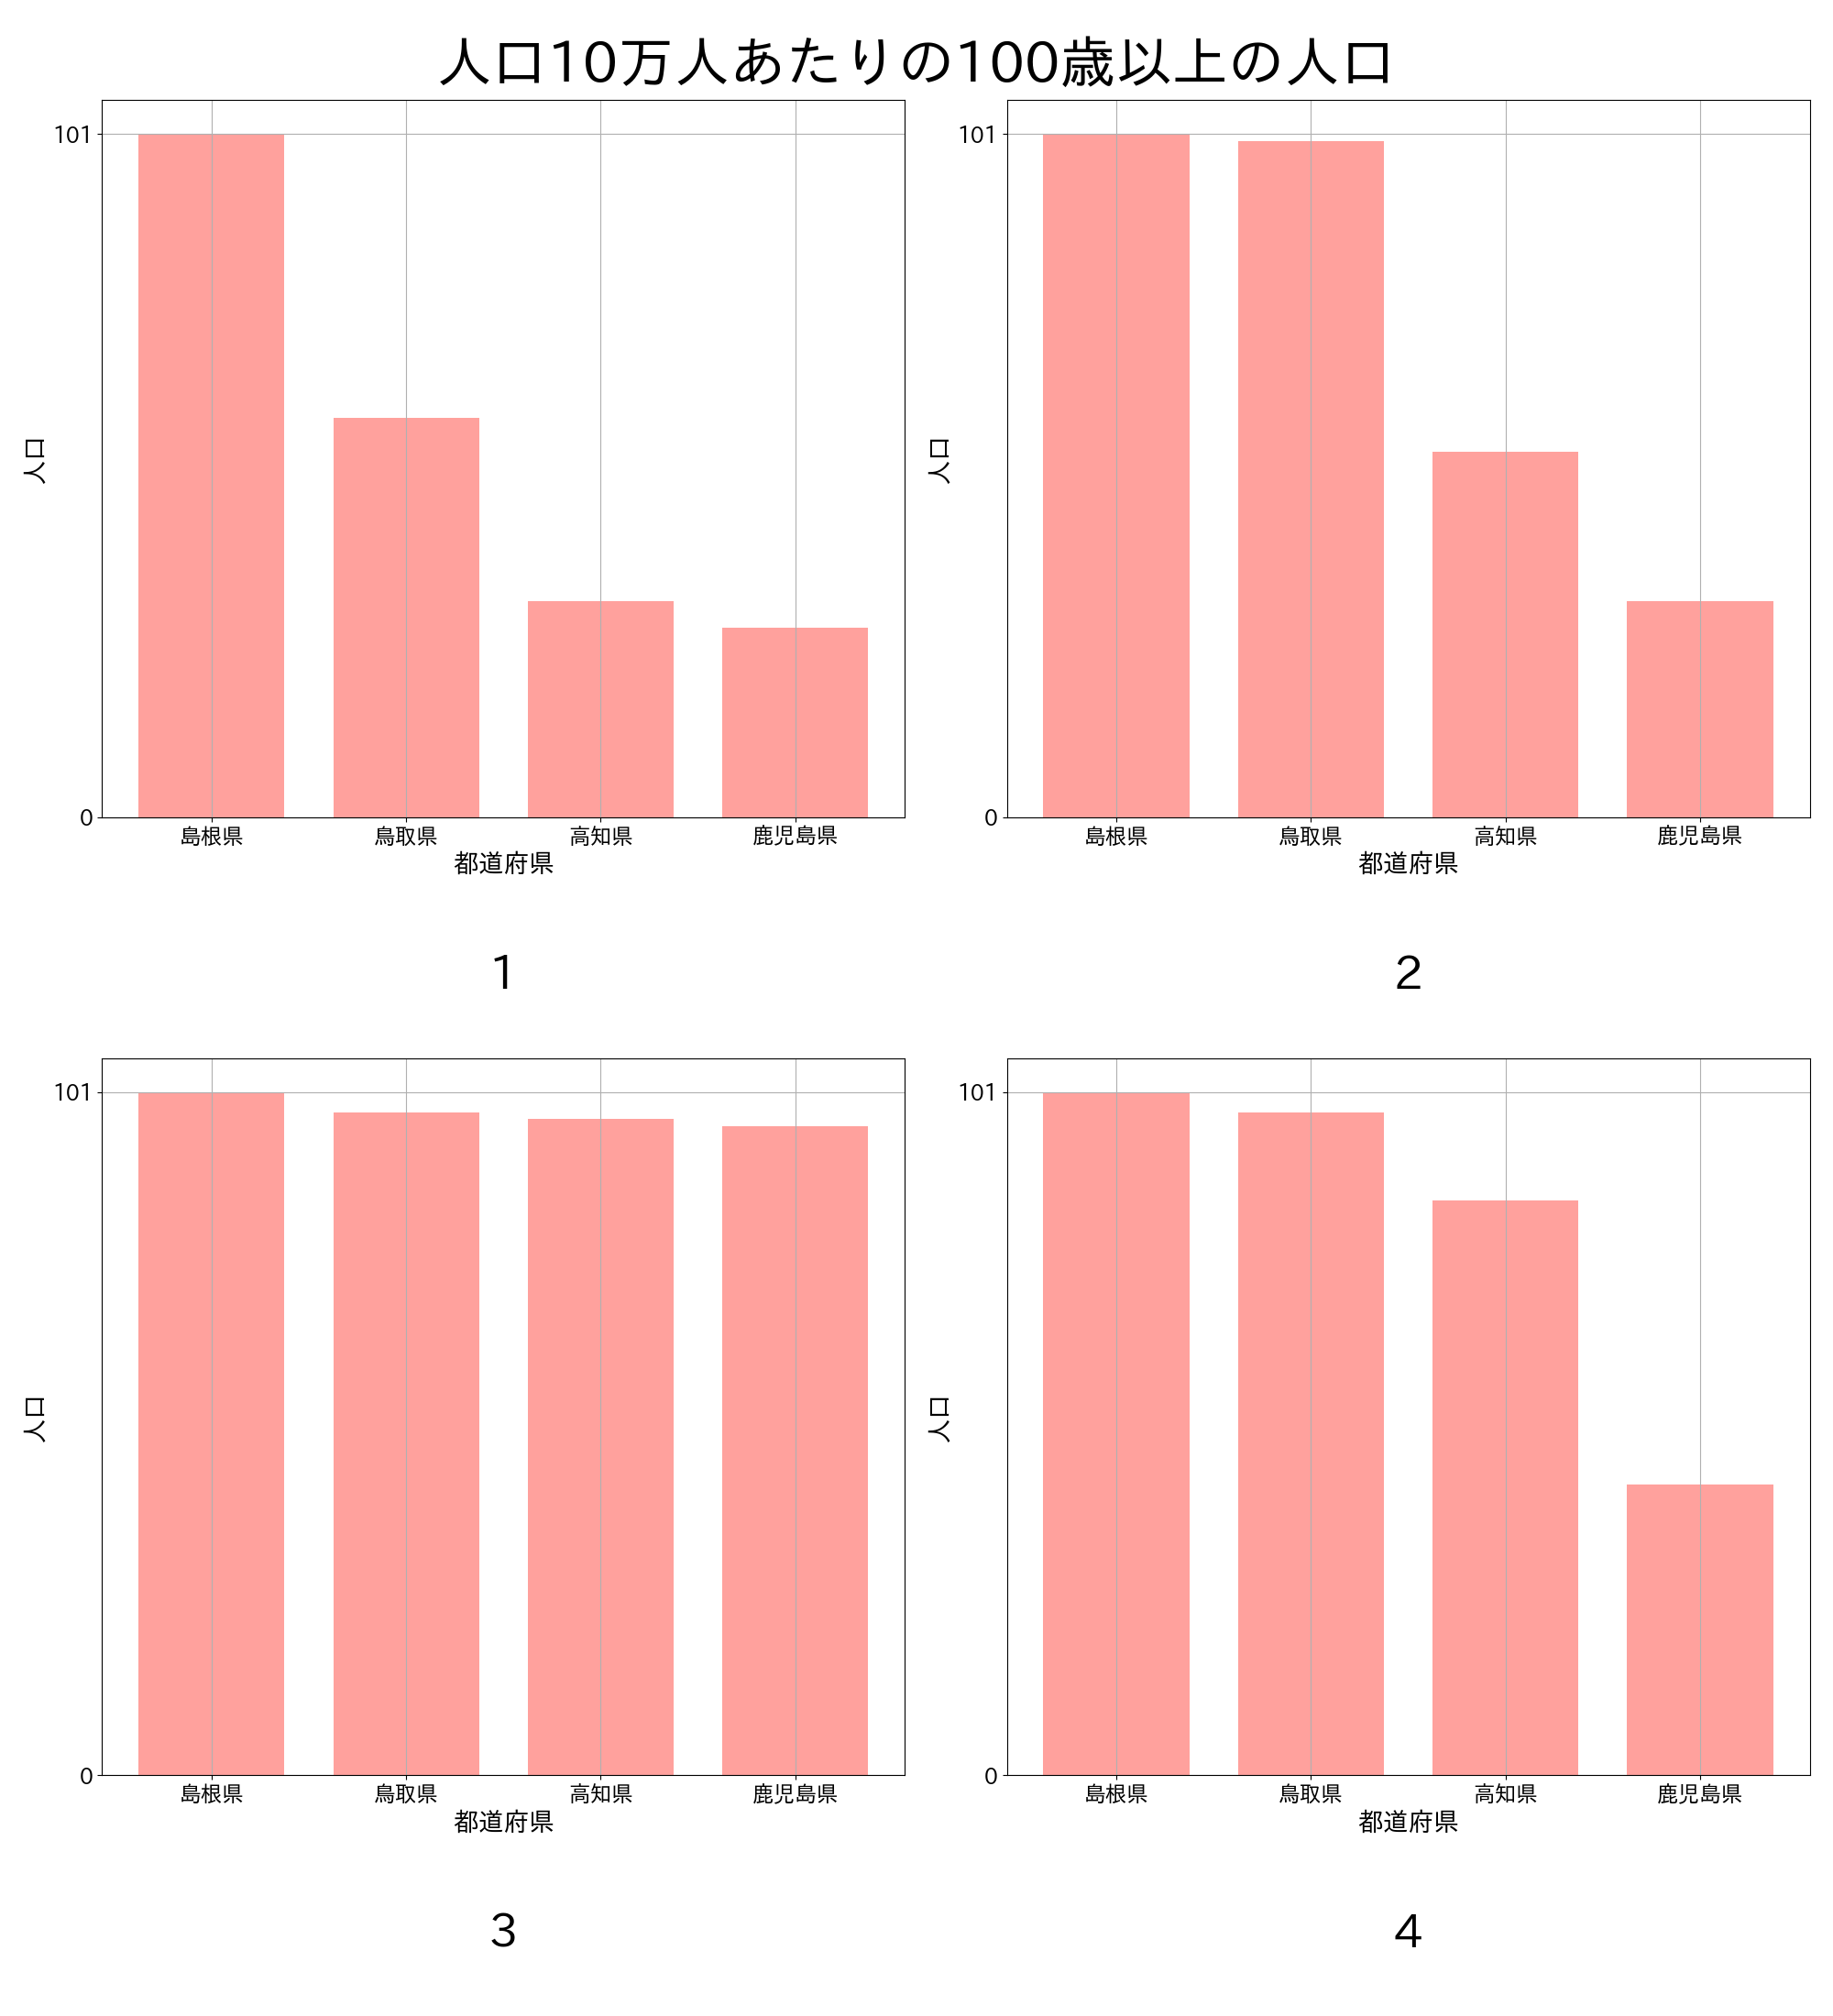 人口10万人あたりの100歳以上の人口
101
0
人口
島根県 鳥取県 高知県 鹿児島県
都道府県
1
101
0
人口
島根県 鳥取県 高知県 鹿児島県
都道府県
2
101
0
人口
島根県 鳥取県 高知県 鹿児島県
都道府県
3
101
0
人口
島根県 鳥取県 高知県 鹿児島県
都道府県
4